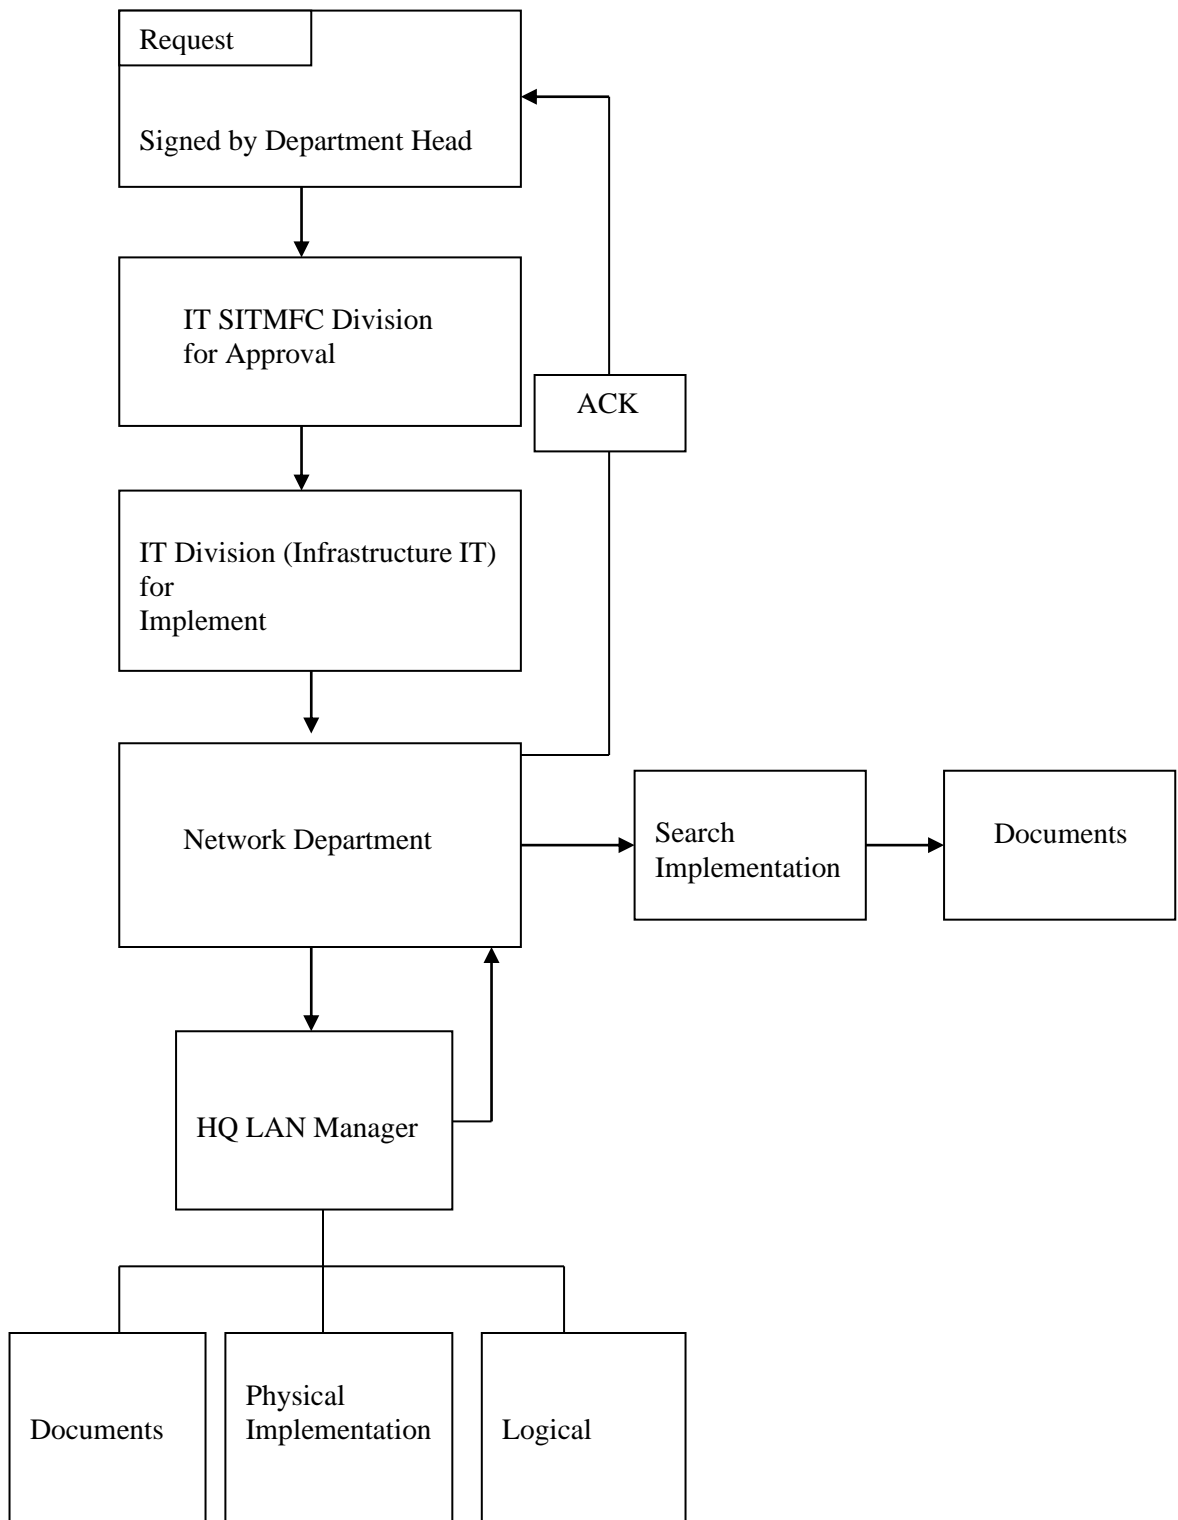 Request
Signed by Department Head
IT SITMFC Division
for Approval
ACK
IT Division (Infrastructure IT)
for
Implement
Network Department
Search
Implementation
Documents
HQ LAN Manager
Documents
Physical
Implementation
Logical